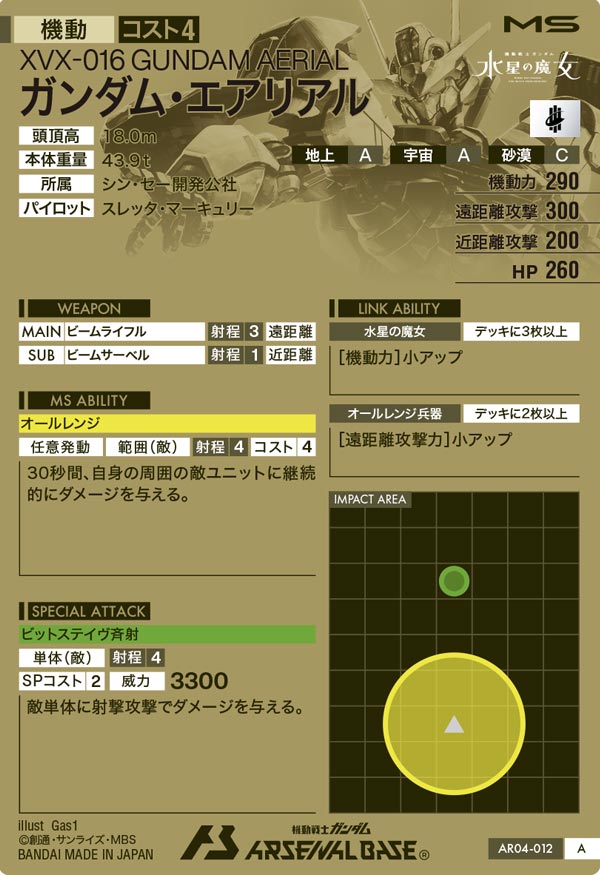 機動 コスト4
MS
XVX-016 GUNDAM AERIAL
ガンダム・エアリアル
機動戦士ガンダム
水星の魔女
頭頂高 18.0m
本体重量 43.9t
所属 シン・セー開発公社
パイロット スレッタ・マーキュリー
地上 A 宇宙 A 砂漠 C
機動力 290
遠距離攻撃 300
近距離攻撃 200
HP 260
WEAPON
MAIN ビームライフル 射程 3 遠距離
SUB ビームサーベル 射程 1 近距離
MS ABILITY
オールレンジ
任意発動 範囲(敵) 射程 4 コスト 4
30秒間、自身の周囲の敵ユニットに継続
的にダメージを与える。
SPECIAL ATTACK
ビットステイヴ斉射
単体(敵) 射程 4
SPコスト 2 威力 3300
敵単体に射撃攻撃でダメージを与える。
LINK ABILITY
水星の魔女 デッキに3枚以上
[機動力]小アップ
オールレンジ兵器 デッキに2枚以上
[遠距離攻撃力]小アップ
IMPACT AREA
illust Gas1
©創通・サンライズ・MBS
BANDAI MADE IN JAPAN
機動戦士ガンダム
ARSENAL BASE®
AR04-012 A